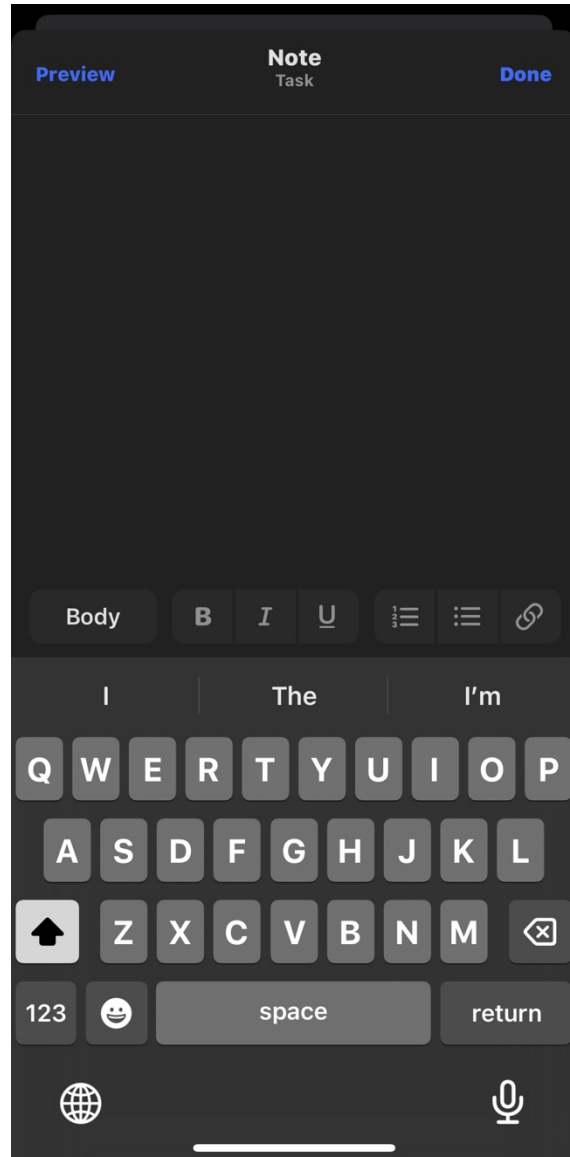 Note
Preview Task Done
Body B I U
I The I'm
Q W E R T Y U I O P
A S D F G H J K L
Z X C V B N M
123 space return